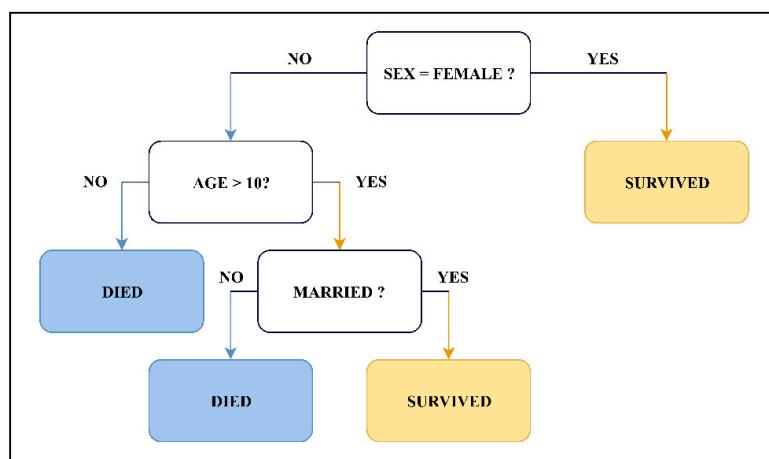 NO
SEX = FEMALE ?
YES
NO
AGE > 10?
YES
SURVIVED
DIED
NO
MARRIED ?
YES
DIED
SURVIVED